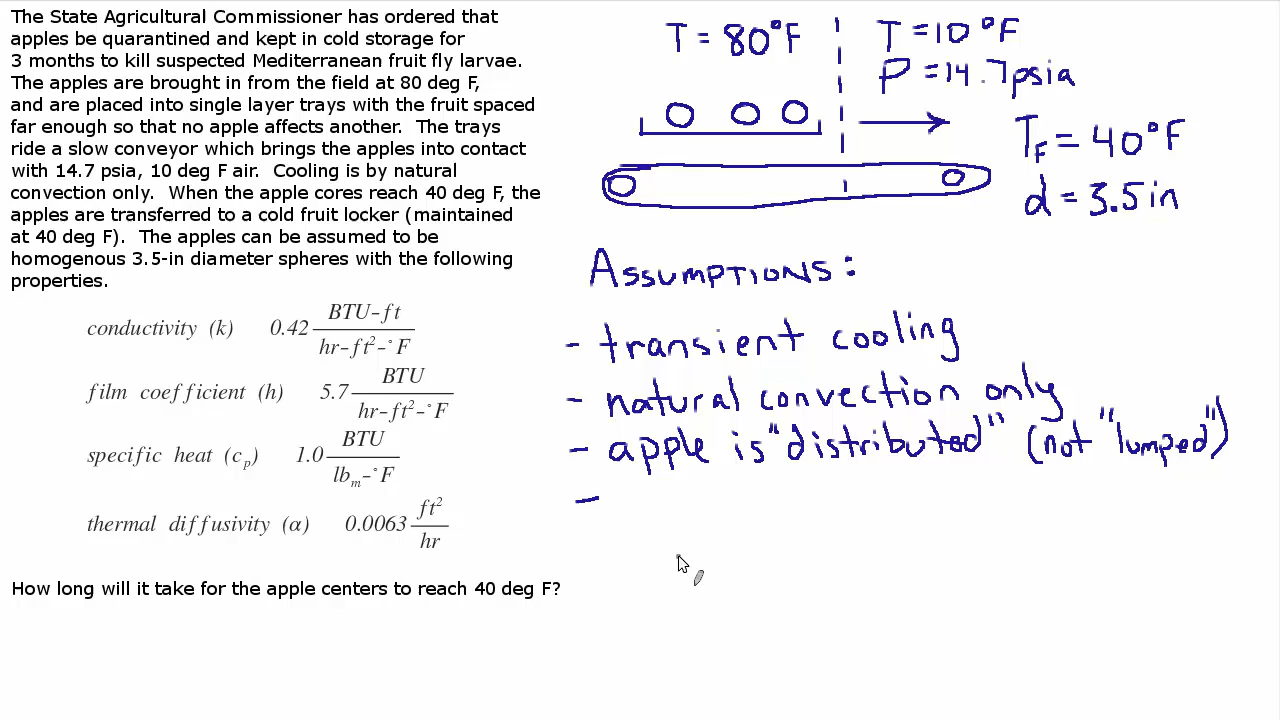 The State Agricultural Commissioner has ordered that
apples be quarantined and kept in cold storage for
3 months to kill suspected Mediterranean fruit fly larvae.
The apples are brought in from the field at 80 deg F,
and are placed into single layer trays with the fruit spaced
far enough so that no apple affects another. The trays
ride a slow conveyor which brings the apples into contact
with 14.7 psia, 10 deg F air. Cooling is by natural
convection only. When the apple cores reach 40 deg F, the
apples are transferred to a cold fruit locker (maintained
at 40 deg F). The apples can be assumed to be
homogenous 3.5-in diameter spheres with the following
properties.
conductivity (k) 0.42 BTU-ft / hr-ft²-°F
film coefficient (h) 5.7 BTU / hr-ft²-°F
specific heat (c_p) 1.0 BTU / lb_m-°F
thermal diffusivity (α) 0.0063 ft² / hr
How long will it take for the apple centers to reach 40 deg F?
T = 80°F
T = 10°F
P = 14.7 psia
T_F = 40°F
d = 3.5 in
ASSUMPTIONS:
- transient cooling
- natural convection only
- apple is "distributed" (not "lumped")
-